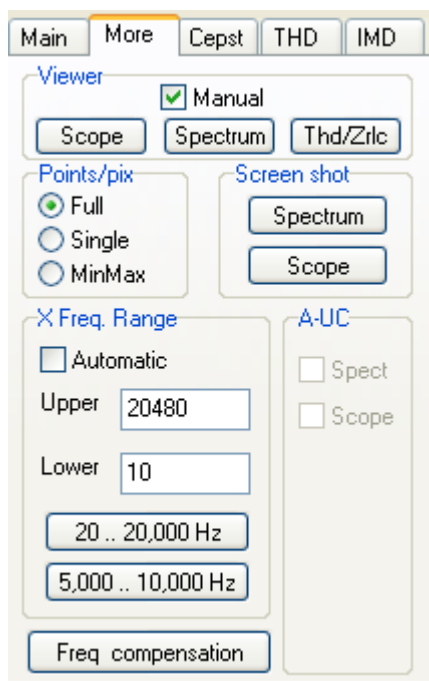 Main More Cepst THD IMD
Viewer
Manual
Scope Spectrum Thd/Zrlc
Points/pix
Full
Single
MinMax
Screen shot
Spectrum
Scope
X Freq. Range
Automatic
Upper 20480
Lower 10
20 .. 20,000 Hz
5,000 .. 10,000 Hz
A-UC
Spect
Scope
Freq compensation